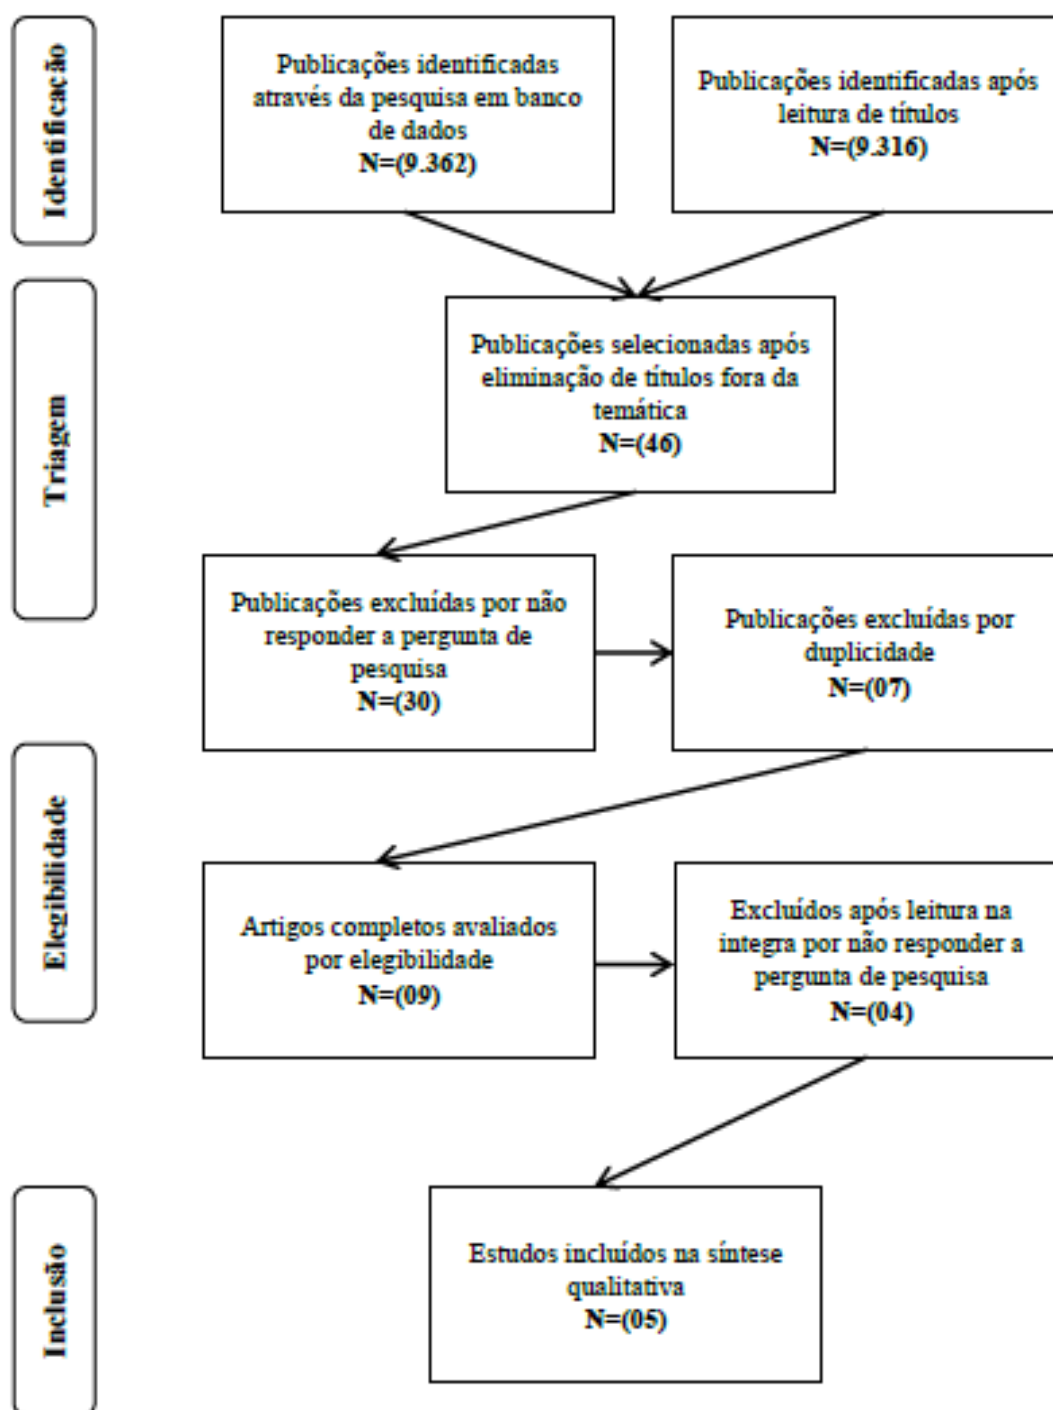 Identificação
Publicações identificadas
através da pesquisa em banco
de dados
N=(9.362)
Publicações identificadas após
leitura de títulos
N=(9.316)
Triagem
Publicações selecionadas após
eliminação de títulos fora da
temática
N=(46)
Publicações excluídas por não
responder a pergunta de
pesquisa
N=(30)
Publicações excluídas por
duplicidade
N=(07)
Elegibilidade
Artigos completos avaliados
por elegibilidade
N=(09)
Excluídos após leitura na
integra por não responder a
pergunta de pesquisa
N=(04)
Inclusão
Estudos incluídos na síntese
qualitativa
N=(05)